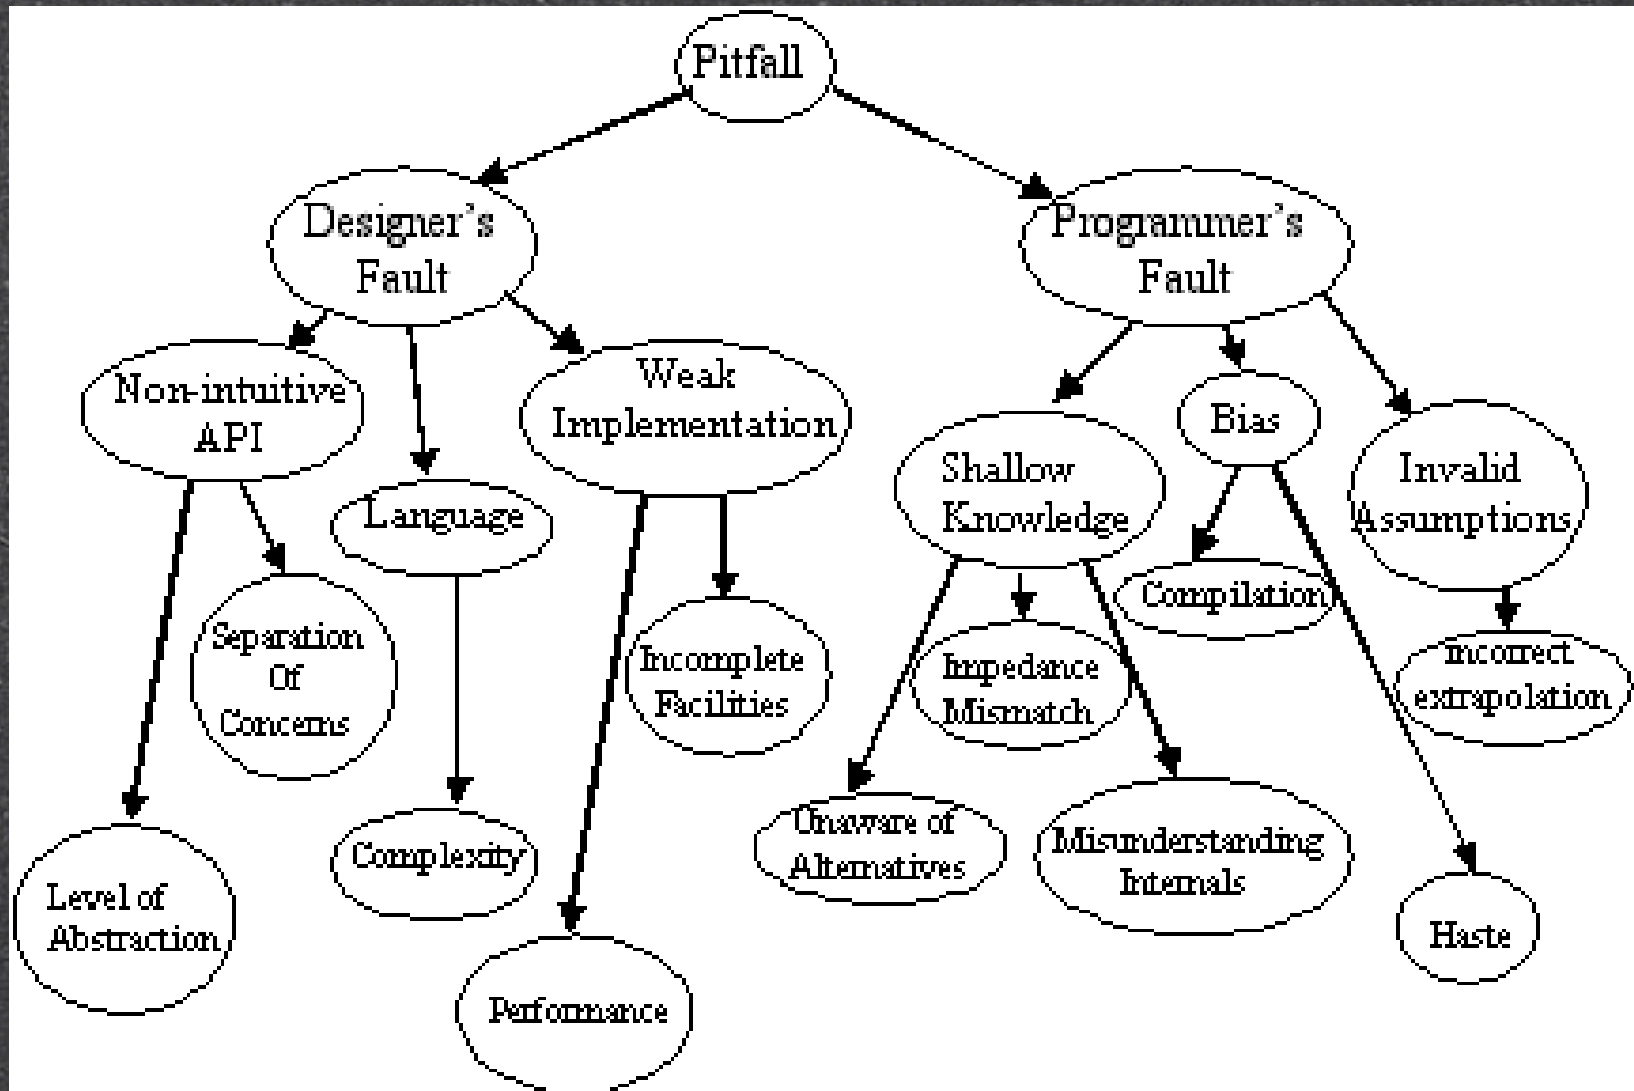 Pitfall
Designer's
Fault
Programmer's
Fault
Non-intuitive
API
Language
Weak
Implementation
Shallow
Knowledge
Bias
Invalid
Assumptions
Separation
Of
Concerns
Incomplete
Facilities
Impedance
Mismatch
Compilation
incorrect
extrapolation
Level of
Abstraction
Complexity
Performance
Unaware of
Alternatives
Misunderstanding
Internals
Haste